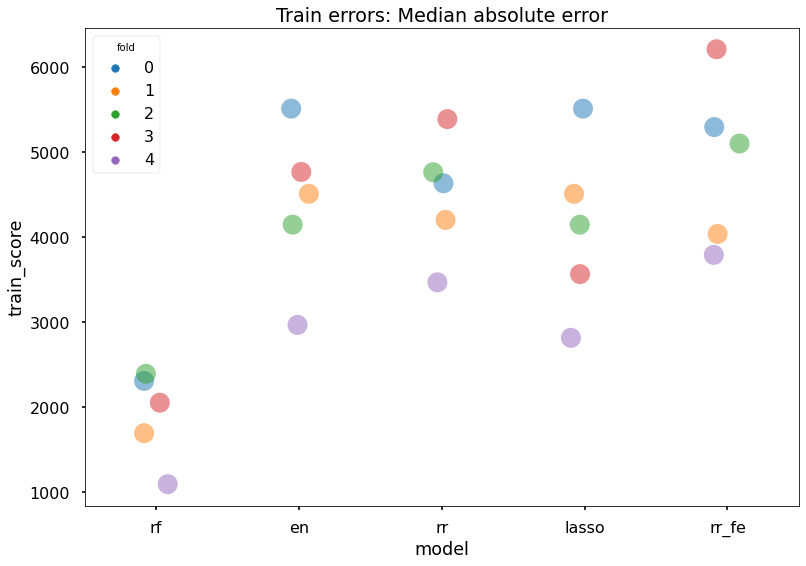 Train errors: Median absolute error
fold
0
1
2
3
4
6000
5000
4000
3000
2000
1000
train_score
rf en rr lasso rr_fe
model